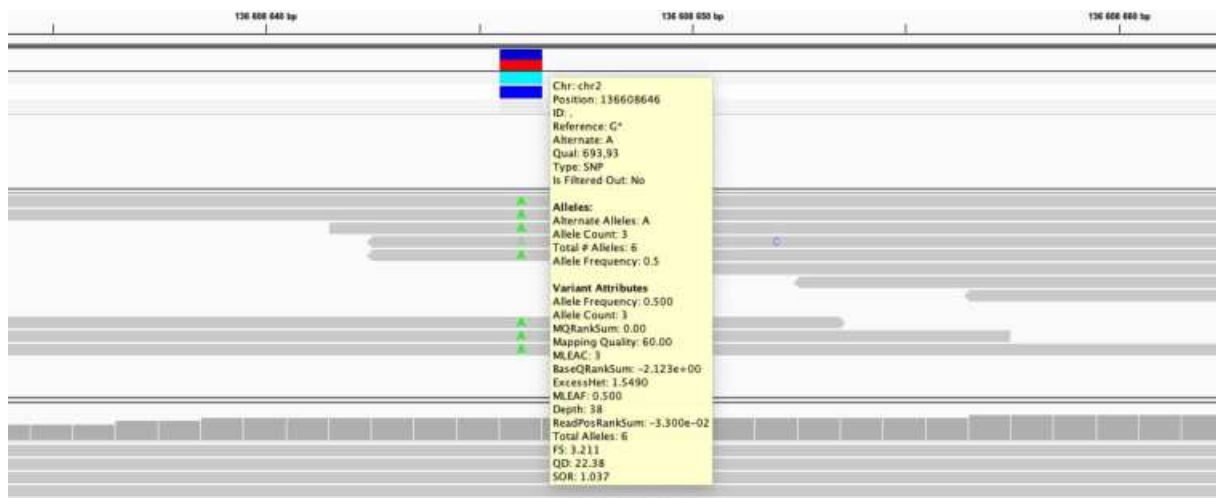 136 608 640 bp
136 608 650 bp
136 608 660 bp
Chr: chr2
Position: 136608646
ID: .
Reference: G*
Alternate: A
Qual: 693,93
Type: SNP
Is Filtered Out: No
Alleles:
Alternate Alleles: A
Allele Count: 3
Total # Alleles: 6
Allele Frequency: 0.5
Variant Attributes
Allele Frequency: 0.500
Allele Count: 3
MQRankSum: 0.00
Mapping Quality: 60.00
MLEAC: 3
BaseQRankSum: -2.123e+00
ExcessHet: 1.5490
MLEAF: 0.500
Depth: 38
ReadPosRankSum: -3.300e-02
Total Alleles: 6
FS: 3.211
QD: 22.38
SOR: 1.037
A
A
A
A
C
A
A
A
A